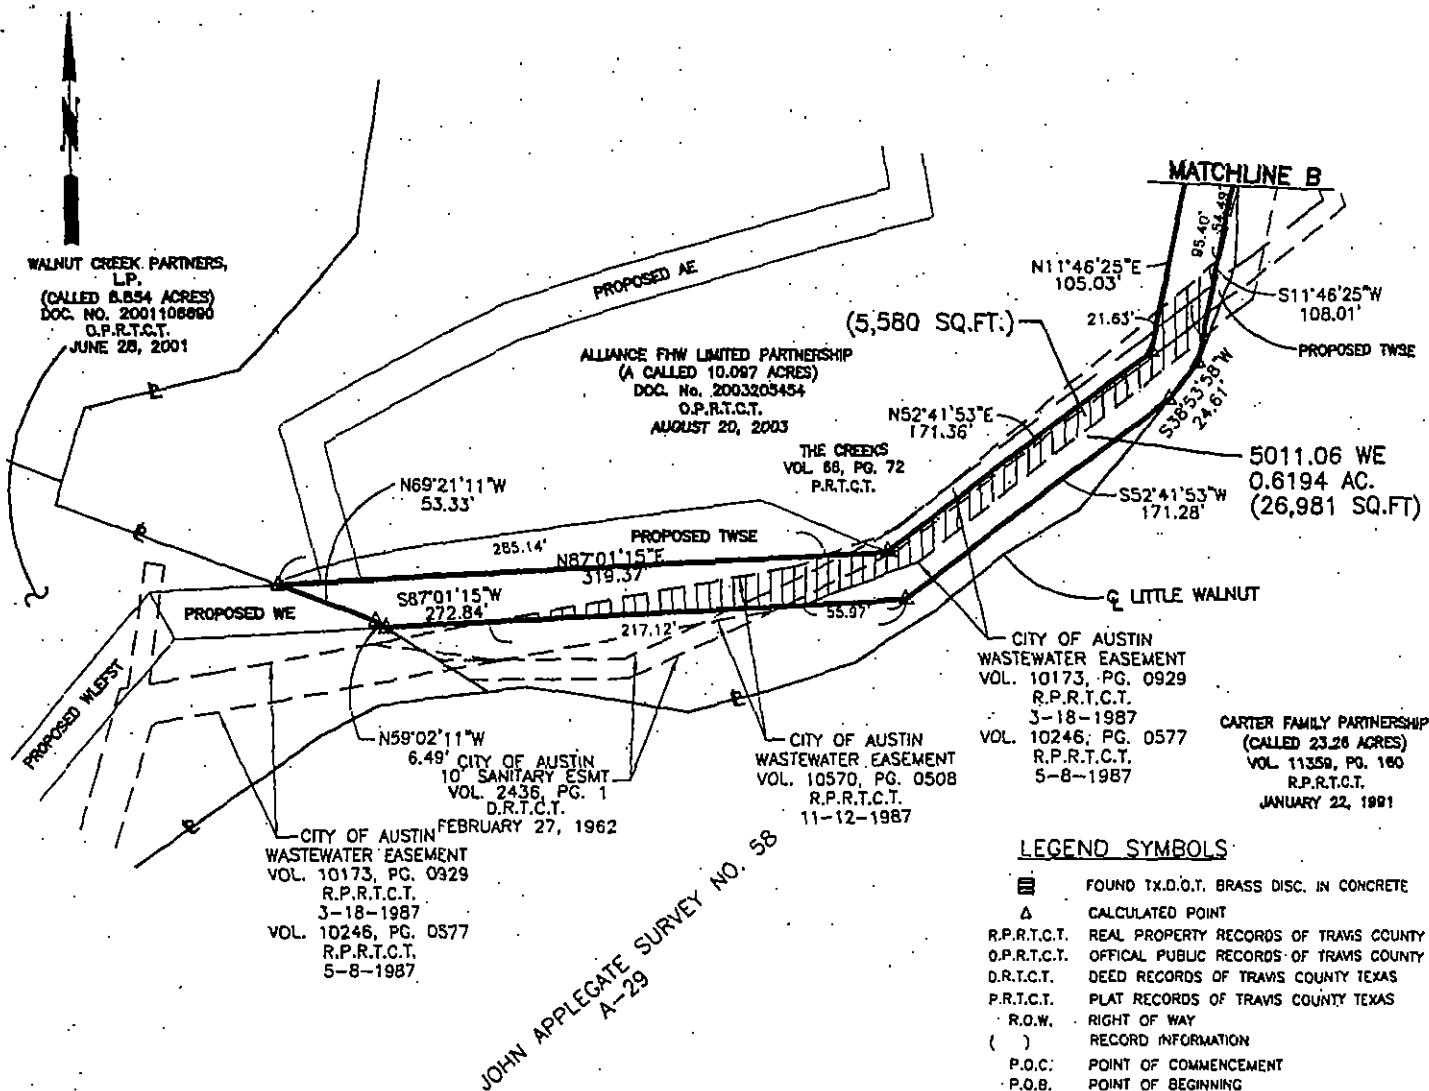 N
MATCHLINE B
WALNUT CREEK PARTNERS,
L.P.
(CALLED 8.854 ACRES)
DOC. NO. 2001108690
O.P.R.T.C.T.
JUNE 28, 2001
PROPOSED AE
N11°46'25"E
105.03'
95.40'
54.49'
S11°46'25"W
108.01'
21.63'
(5,580 SQ.FT.)
PROPOSED TWSE
ALLIANCE FHW LIMITED PARTNERSHIP
(A CALLED 10.097 ACRES)
DOC. No. 2003205454
O.P.R.T.C.T.
AUGUST 20, 2003
N52°41'53"E
171.36'
S38°53'58"W
24.61'
THE CREEKS
VOL 68, PG. 72
P.R.T.C.T.
5011.06 WE
0.6194 AC.
(26,981 SQ.FT)
N69°21'11"W
53.33'
S52°41'53"W
171.28'
285.14'
PROPOSED TWSE
N87°01'15"E
319.37'
S87°01'15"W
272.84'
PROPOSED WE
217.12'
55.97'
℄ LITTLE WALNUT
PROPOSED WLEFST
CITY OF AUSTIN
WASTEWATER EASEMENT
VOL. 10173, PG. 0929
R.P.R.T.C.T.
3-18-1987
VOL. 10246, PG. 0577
R.P.R.T.C.T.
5-8-1987
CARTER FAMILY PARTNERSHIP
(CALLED 23.26 ACRES)
VOL. 11359, PG. 160
R.P.R.T.C.T.
JANUARY 22, 1991
N59°02'11"W
6.49'
CITY OF AUSTIN
10' SANITARY ESMT
VOL. 2436, PG. 1
D.R.T.C.T.
FEBRUARY 27, 1962
CITY OF AUSTIN
WASTEWATER EASEMENT
VOL. 10570, PG. 0508
R.P.R.T.C.T.
11-12-1987
CITY OF AUSTIN
WASTEWATER EASEMENT
VOL. 10173, PG. 0929
R.P.R.T.C.T.
3-18-1987
VOL. 10246, PG. 0577
R.P.R.T.C.T.
5-8-1987
JOHN APPLEGATE SURVEY NO. 58
A-29
LEGEND SYMBOLS
FOUND TX.D.O.T. BRASS DISC. IN CONCRETE
CALCULATED POINT
R.P.R.T.C.T. REAL PROPERTY RECORDS OF TRAVIS COUNTY
O.P.R.T.C.T. OFFICAL PUBLIC RECORDS OF TRAVIS COUNTY
D.R.T.C.T. DEED RECORDS OF TRAVIS COUNTY TEXAS
P.R.T.C.T. PLAT RECORDS OF TRAVIS COUNTY TEXAS
R.O.W. RIGHT OF WAY
( ) RECORD INFORMATION
P.O.C. POINT OF COMMENCEMENT
P.O.B. POINT OF BEGINNING